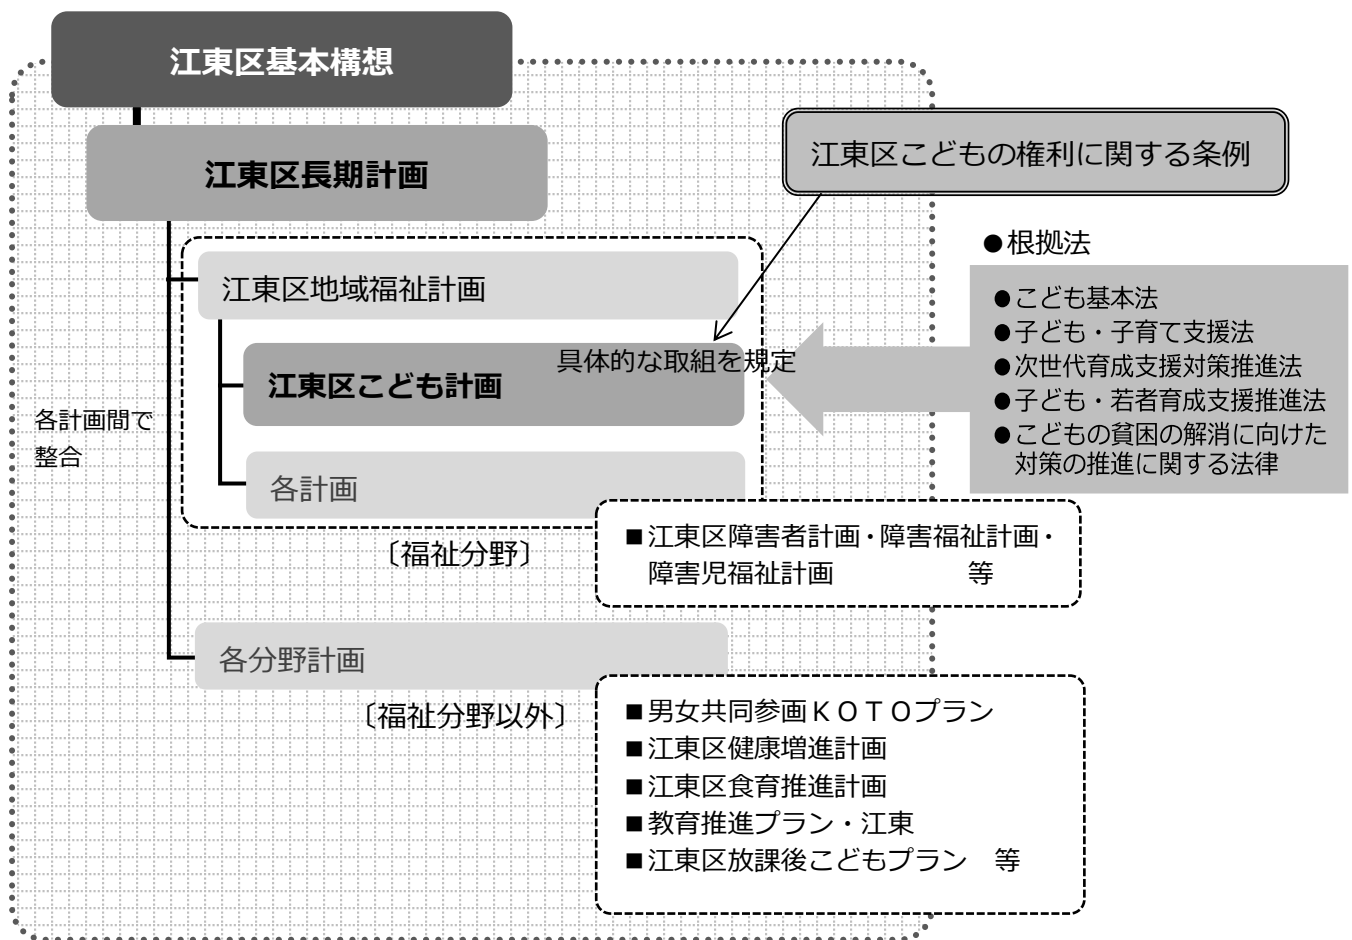 江東区基本構想
江東区長期計画
江東区こどもの権利に関する条例
●根拠法
●こども基本法
●子ども・子育て支援法
●次世代育成支援対策推進法
●子ども・若者育成支援推進法
●こどもの貧困の解消に向けた
対策の推進に関する法律
江東区地域福祉計画
具体的な取組を規定
江東区こども計画
各計画間で
整合
各計画
〔福祉分野〕
■江東区障害者計画・障害福祉計画・
障害児福祉計画 等
各分野計画
〔福祉分野以外〕
■男女共同参画ＫＯＴＯプラン
■江東区健康増進計画
■江東区食育推進計画
■教育推進プラン・江東
■江東区放課後こどもプラン 等